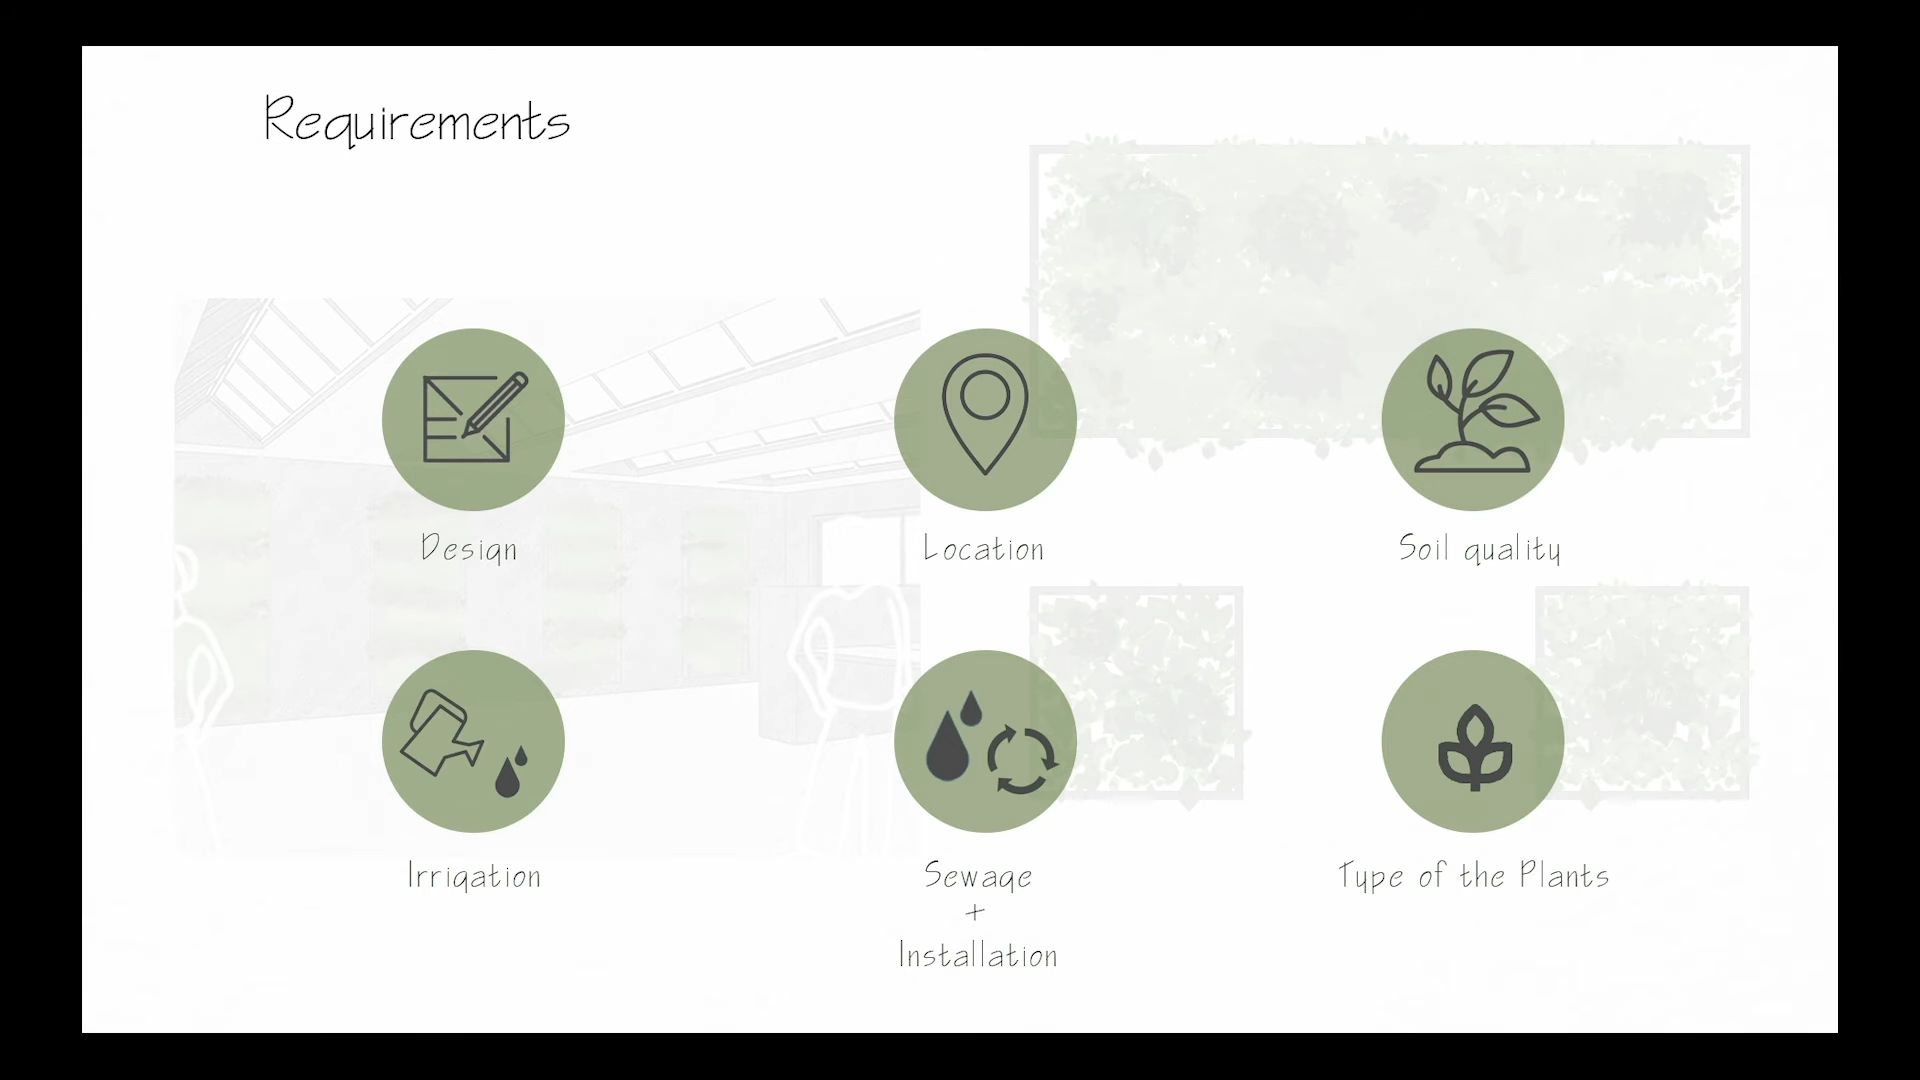 Requirements
Design
Location
Soil quality
Irrigation
Sewage
+
Installation
Type of the Plants